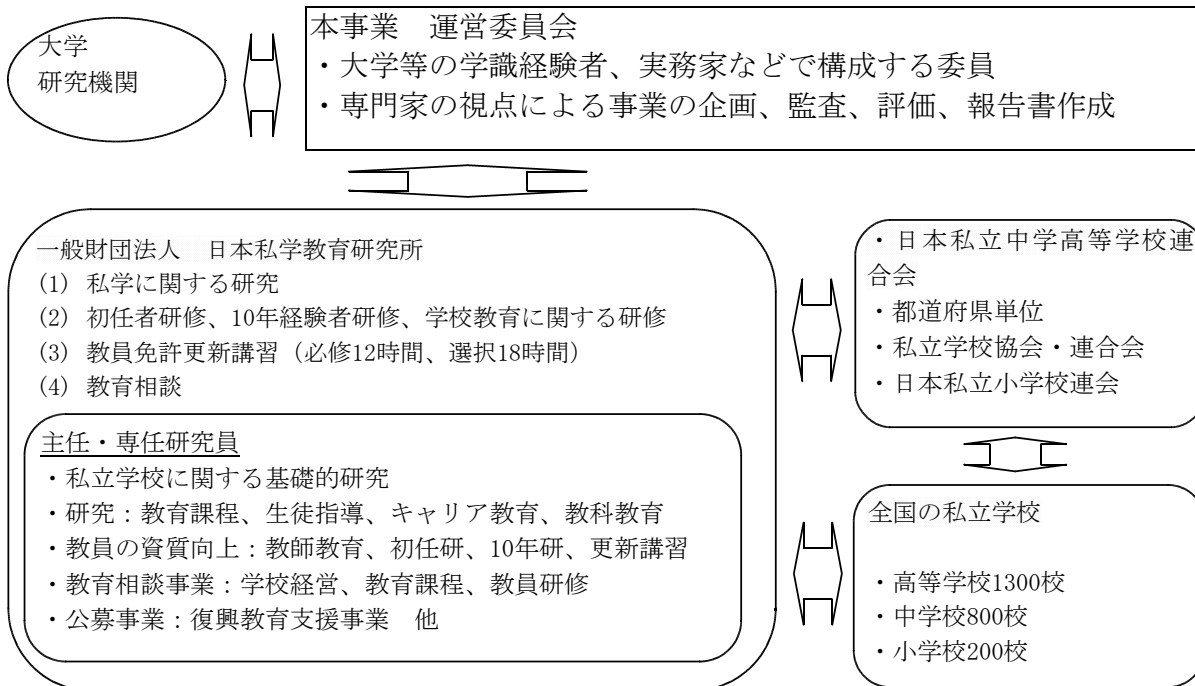 大学
研究機関
本事業　運営委員会
・大学等の学識経験者、実務家などで構成する委員
・専門家の視点による事業の企画、監査、評価、報告書作成
一般財団法人　日本私学教育研究所
(1) 私学に関する研究
(2) 初任者研修、10年経験者研修、学校教育に関する研修
(3) 教員免許更新講習（必修12時間、選択18時間）
(4) 教育相談
主任・専任研究員
・私立学校に関する基礎的研究
・研究：教育課程、生徒指導、キャリア教育、教科教育
・教員の資質向上：教師教育、初任研、10年研、更新講習
・教育相談事業：学校経営、教育課程、教員研修
・公募事業：復興教育支援事業　他
・日本私立中学高等学校連
合会
・都道府県単位
・私立学校協会・連合会
・日本私立小学校連会
全国の私立学校
・高等学校1300校
・中学校800校
・小学校200校